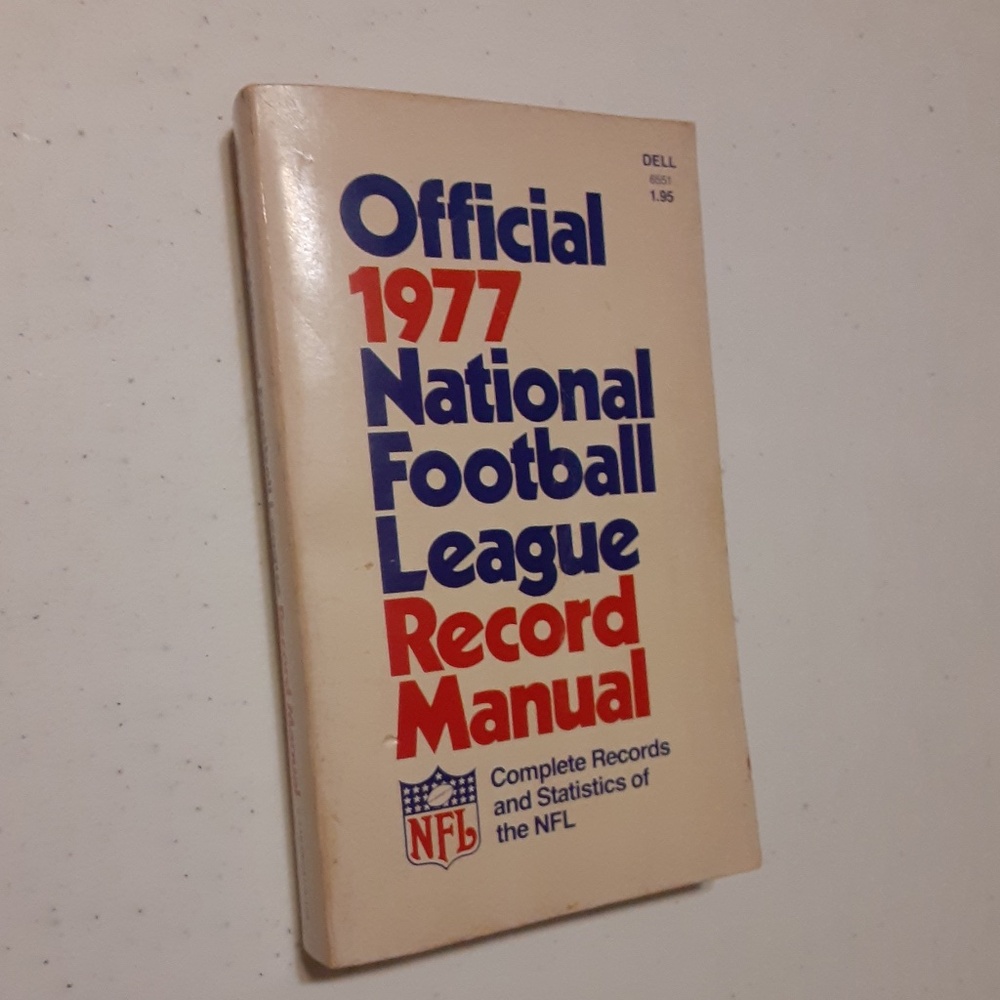 DELL
6551
1.95
Official
1977
National
Football
League
Record
Manual
NFL
Complete Records
and Statistics of
the NFL